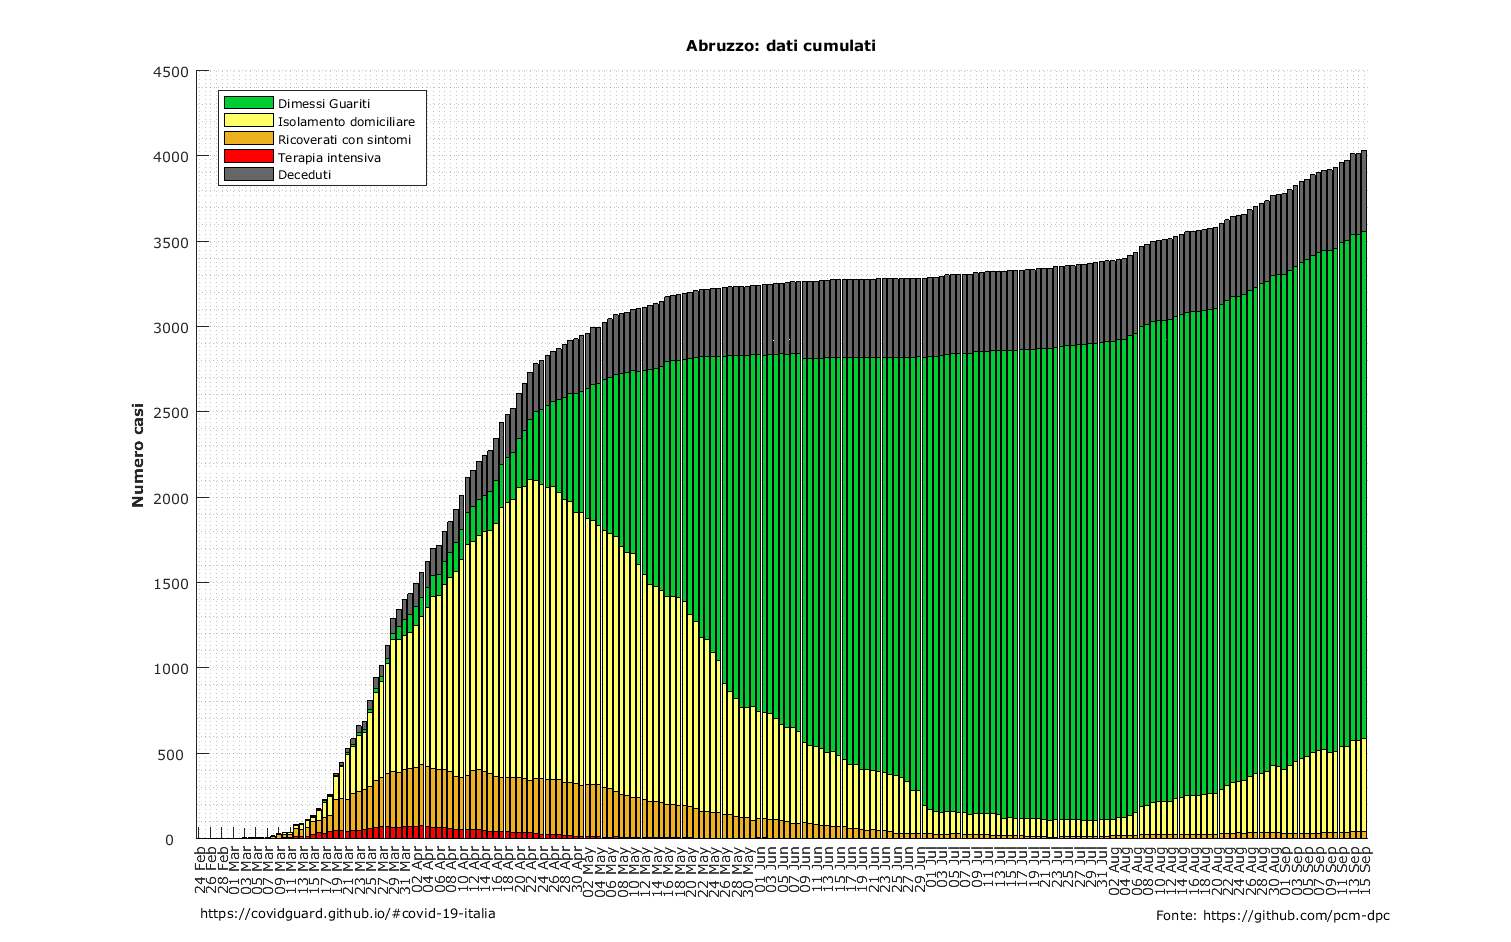 Abruzzo: dati cumulati
Numero casi
4500
4000
3500
3000
2500
2000
1500
1000
500
0
Dimessi Guariti
Isolamento domiciliare
Ricoverati con sintomi
Terapia intensiva
Deceduti
24 Feb
26 Feb
28 Feb
01 Mar
03 Mar
05 Mar
07 Mar
09 Mar
11 Mar
13 Mar
15 Mar
17 Mar
19 Mar
21 Mar
23 Mar
25 Mar
27 Mar
29 Mar
31 Mar
02 Apr
04 Apr
06 Apr
08 Apr
10 Apr
12 Apr
14 Apr
16 Apr
18 Apr
20 Apr
22 Apr
24 Apr
26 Apr
28 Apr
30 Apr
02 May
04 May
06 May
08 May
10 May
12 May
14 May
16 May
18 May
20 May
22 May
24 May
26 May
28 May
30 May
01 Jun
03 Jun
05 Jun
07 Jun
09 Jun
11 Jun
13 Jun
15 Jun
17 Jun
19 Jun
21 Jun
23 Jun
25 Jun
27 Jun
29 Jun
01 Jul
03 Jul
05 Jul
07 Jul
09 Jul
11 Jul
13 Jul
15 Jul
17 Jul
19 Jul
21 Jul
23 Jul
25 Jul
27 Jul
29 Jul
31 Jul
02 Aug
04 Aug
06 Aug
08 Aug
10 Aug
12 Aug
14 Aug
16 Aug
18 Aug
20 Aug
22 Aug
24 Aug
26 Aug
28 Aug
30 Aug
01 Sep
03 Sep
05 Sep
07 Sep
09 Sep
11 Sep
13 Sep
15 Sep
https://covidguard.github.io/#covid-19-italia
Fonte: https://github.com/pcm-dpc